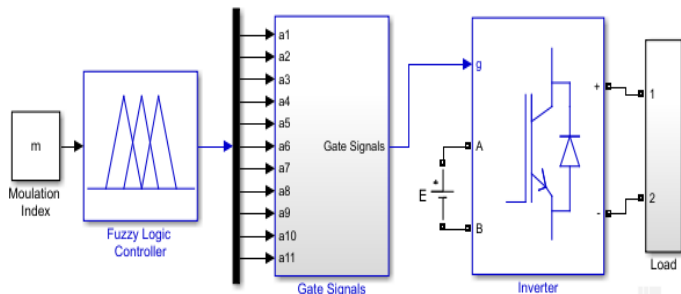 m
Moulation
Index
Fuzzy Logic
Controller
a1
a2
a3
a4
a5
a6
a7
a8
a9
a10
a11
Gate Signals
Gate Signals
g
A
B
E
+
+
-
Inverter
1
2
Load